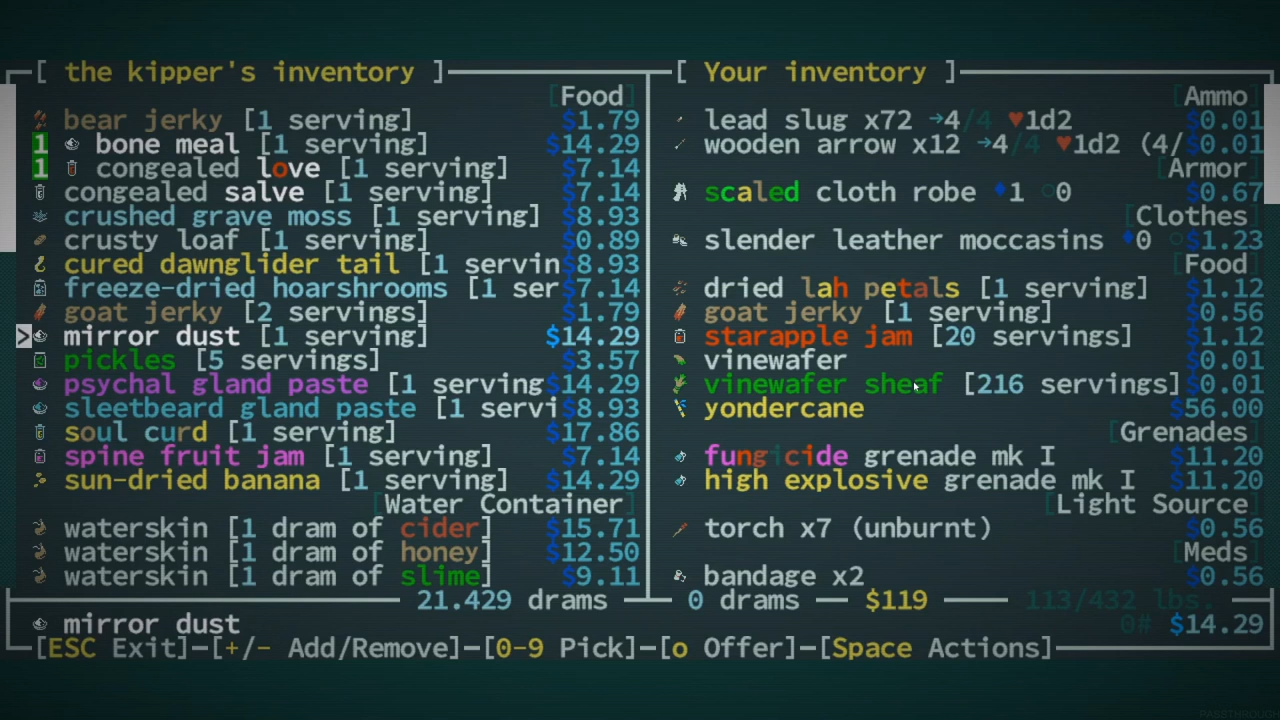 [ the kipper's inventory ]
[Food]
bear jerky [1 serving] $1.79
1 bone meal [1 serving] $14.29
1 congealed love [1 serving] $7.14
congealed salve [1 serving] $7.14
crushed grave moss [1 serving] $8.93
crusty loaf [1 serving] $0.89
cured dawnglider tail [1 servin $8.93
freeze-dried hoarshrooms [1 ser $7.14
goat jerky [2 servings] $1.79
> mirror dust [1 serving] $14.29
pickles [5 servings] $3.57
psychal gland paste [1 serving $14.29
sleetbeard gland paste [1 servi $8.93
soul curd [1 serving] $17.86
spine fruit jam [1 serving] $7.14
sun-dried banana [1 serving] $14.29
[Water Container]
waterskin [1 dram of cider] $15.71
waterskin [1 dram of honey] $12.50
waterskin [1 dram of slime] $9.11
[ Your inventory ]
[Ammo]
lead slug x72 →4/4 ♥1d2 $0.01
wooden arrow x12 →4/4 ♥1d2 (4/ $0.01
[Armor]
scaled cloth robe ♦1 ○0 $0.67
[Clothes]
slender leather moccasins ♦0 ○ $1.23
[Food]
dried lah petals [1 serving] $1.12
goat jerky [1 serving] $0.56
starapple jam [20 servings] $1.12
vinewafer $0.01
vinewafer sheaf [216 servings] $0.01
yondercane $56.00
[Grenades]
fungicide grenade mk I $11.20
high explosive grenade mk I $11.20
[Light Source]
torch x7 (unburnt) $0.56
[Meds]
bandage x2 $0.56
21.429 drams — 0 drams — $119 — 113/432 lbs.
mirror dust 0# $14.29
[ESC Exit]—[+/- Add/Remove]—[0-9 Pick]—[o Offer]—[Space Actions]